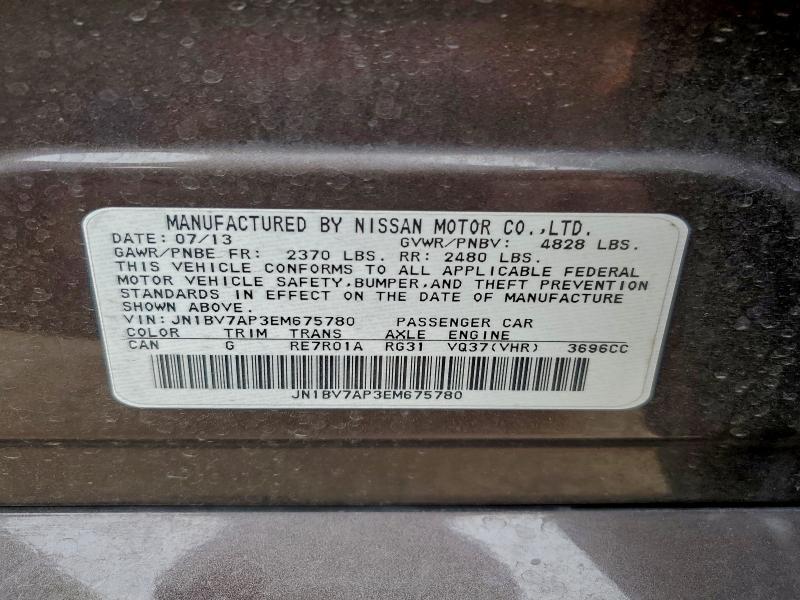 MANUFACTURED BY NISSAN MOTOR CO.,LTD.
DATE: 07/13 GVWR/PNBV: 4828 LBS.
GAWR/PNBE FR: 2370 LBS. RR: 2480 LBS.
THIS VEHICLE CONFORMS TO ALL APPLICABLE FEDERAL
MOTOR VEHICLE SAFETY,BUMPER,AND THEFT PREVENTION
STANDARDS IN EFFECT ON THE DATE OF MANUFACTURE
SHOWN ABOVE.
VIN: JN1BV7AP3EM675780 PASSENGER CAR
COLOR TRIM TRANS AXLE ENGINE
CAN G RE7R01A RG31 VQ37(VHR) 3696CC
JN1BV7AP3EM675780